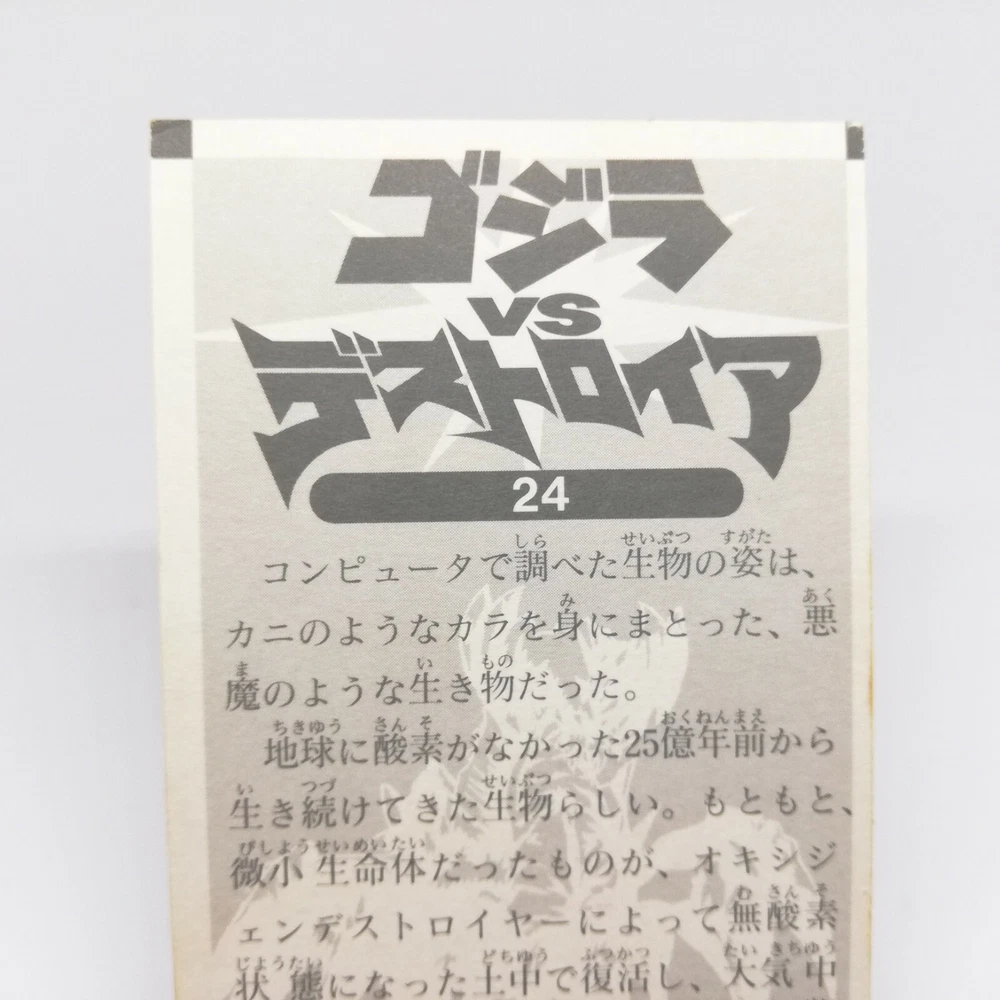 ゴジラ
VS
デストロイア
24
コンピュータで調べた生物の姿は、
カニのようなカラを身にまとった、悪
魔のような生き物だった。
地球に酸素がなかった25億年前から
生き続けてきた生物らしい。もともと、
微小生命体だったものが、オキシジ
ェンデストロイヤーによって無酸素
状態になった土中で復活し、大気中